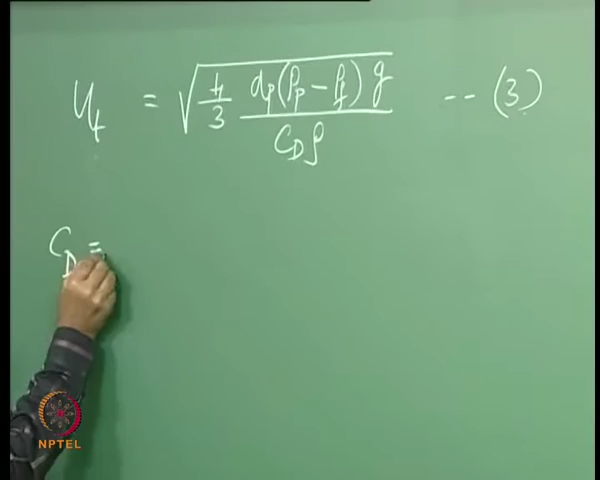 U_t = √(4/3 d_p(ρ_p − ρ_f) g / C_D ρ) -- (3)
C_D =
NPTEL